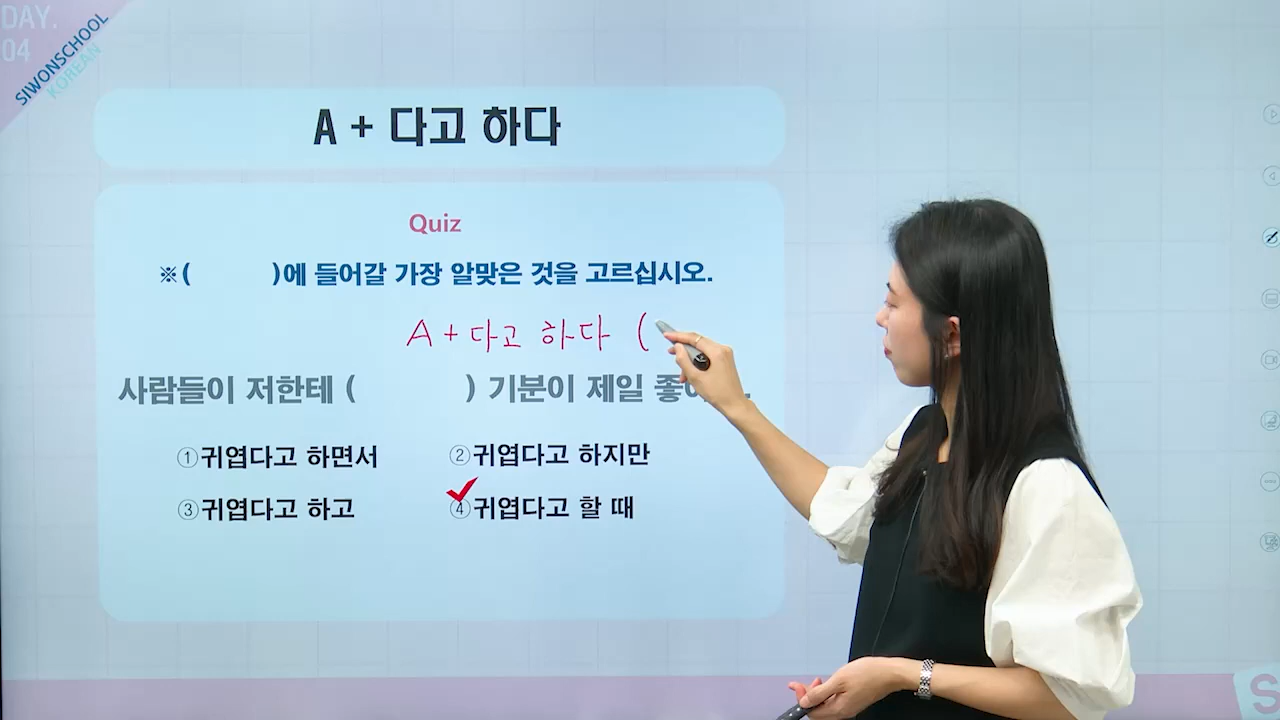 DAY.
04
SIWONSCHOOL
KOREAN
A + 다고 하다
Quiz
※( )에 들어갈 가장 알맞은 것을 고르십시오.
A + 다고 하다 (
사람들이 저한테 ( ) 기분이 제일
①귀엽다고 하면서 ②귀엽다고 하지만
③귀엽다고 하고 ④귀엽다고 할 때
S